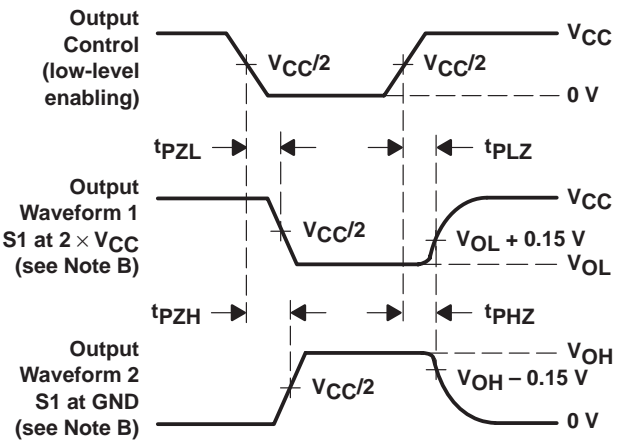 Output
Control
(low-level
enabling)
VCC/2
VCC/2
VCC
0 V
tPZL
tPLZ
Output
Waveform 1
S1 at 2 × VCC
(see Note B)
VCC/2
VCC
VOL + 0.15 V
VOL
tPZH
tPHZ
Output
Waveform 2
S1 at GND
(see Note B)
VCC/2
VOH
VOH – 0.15 V
0 V